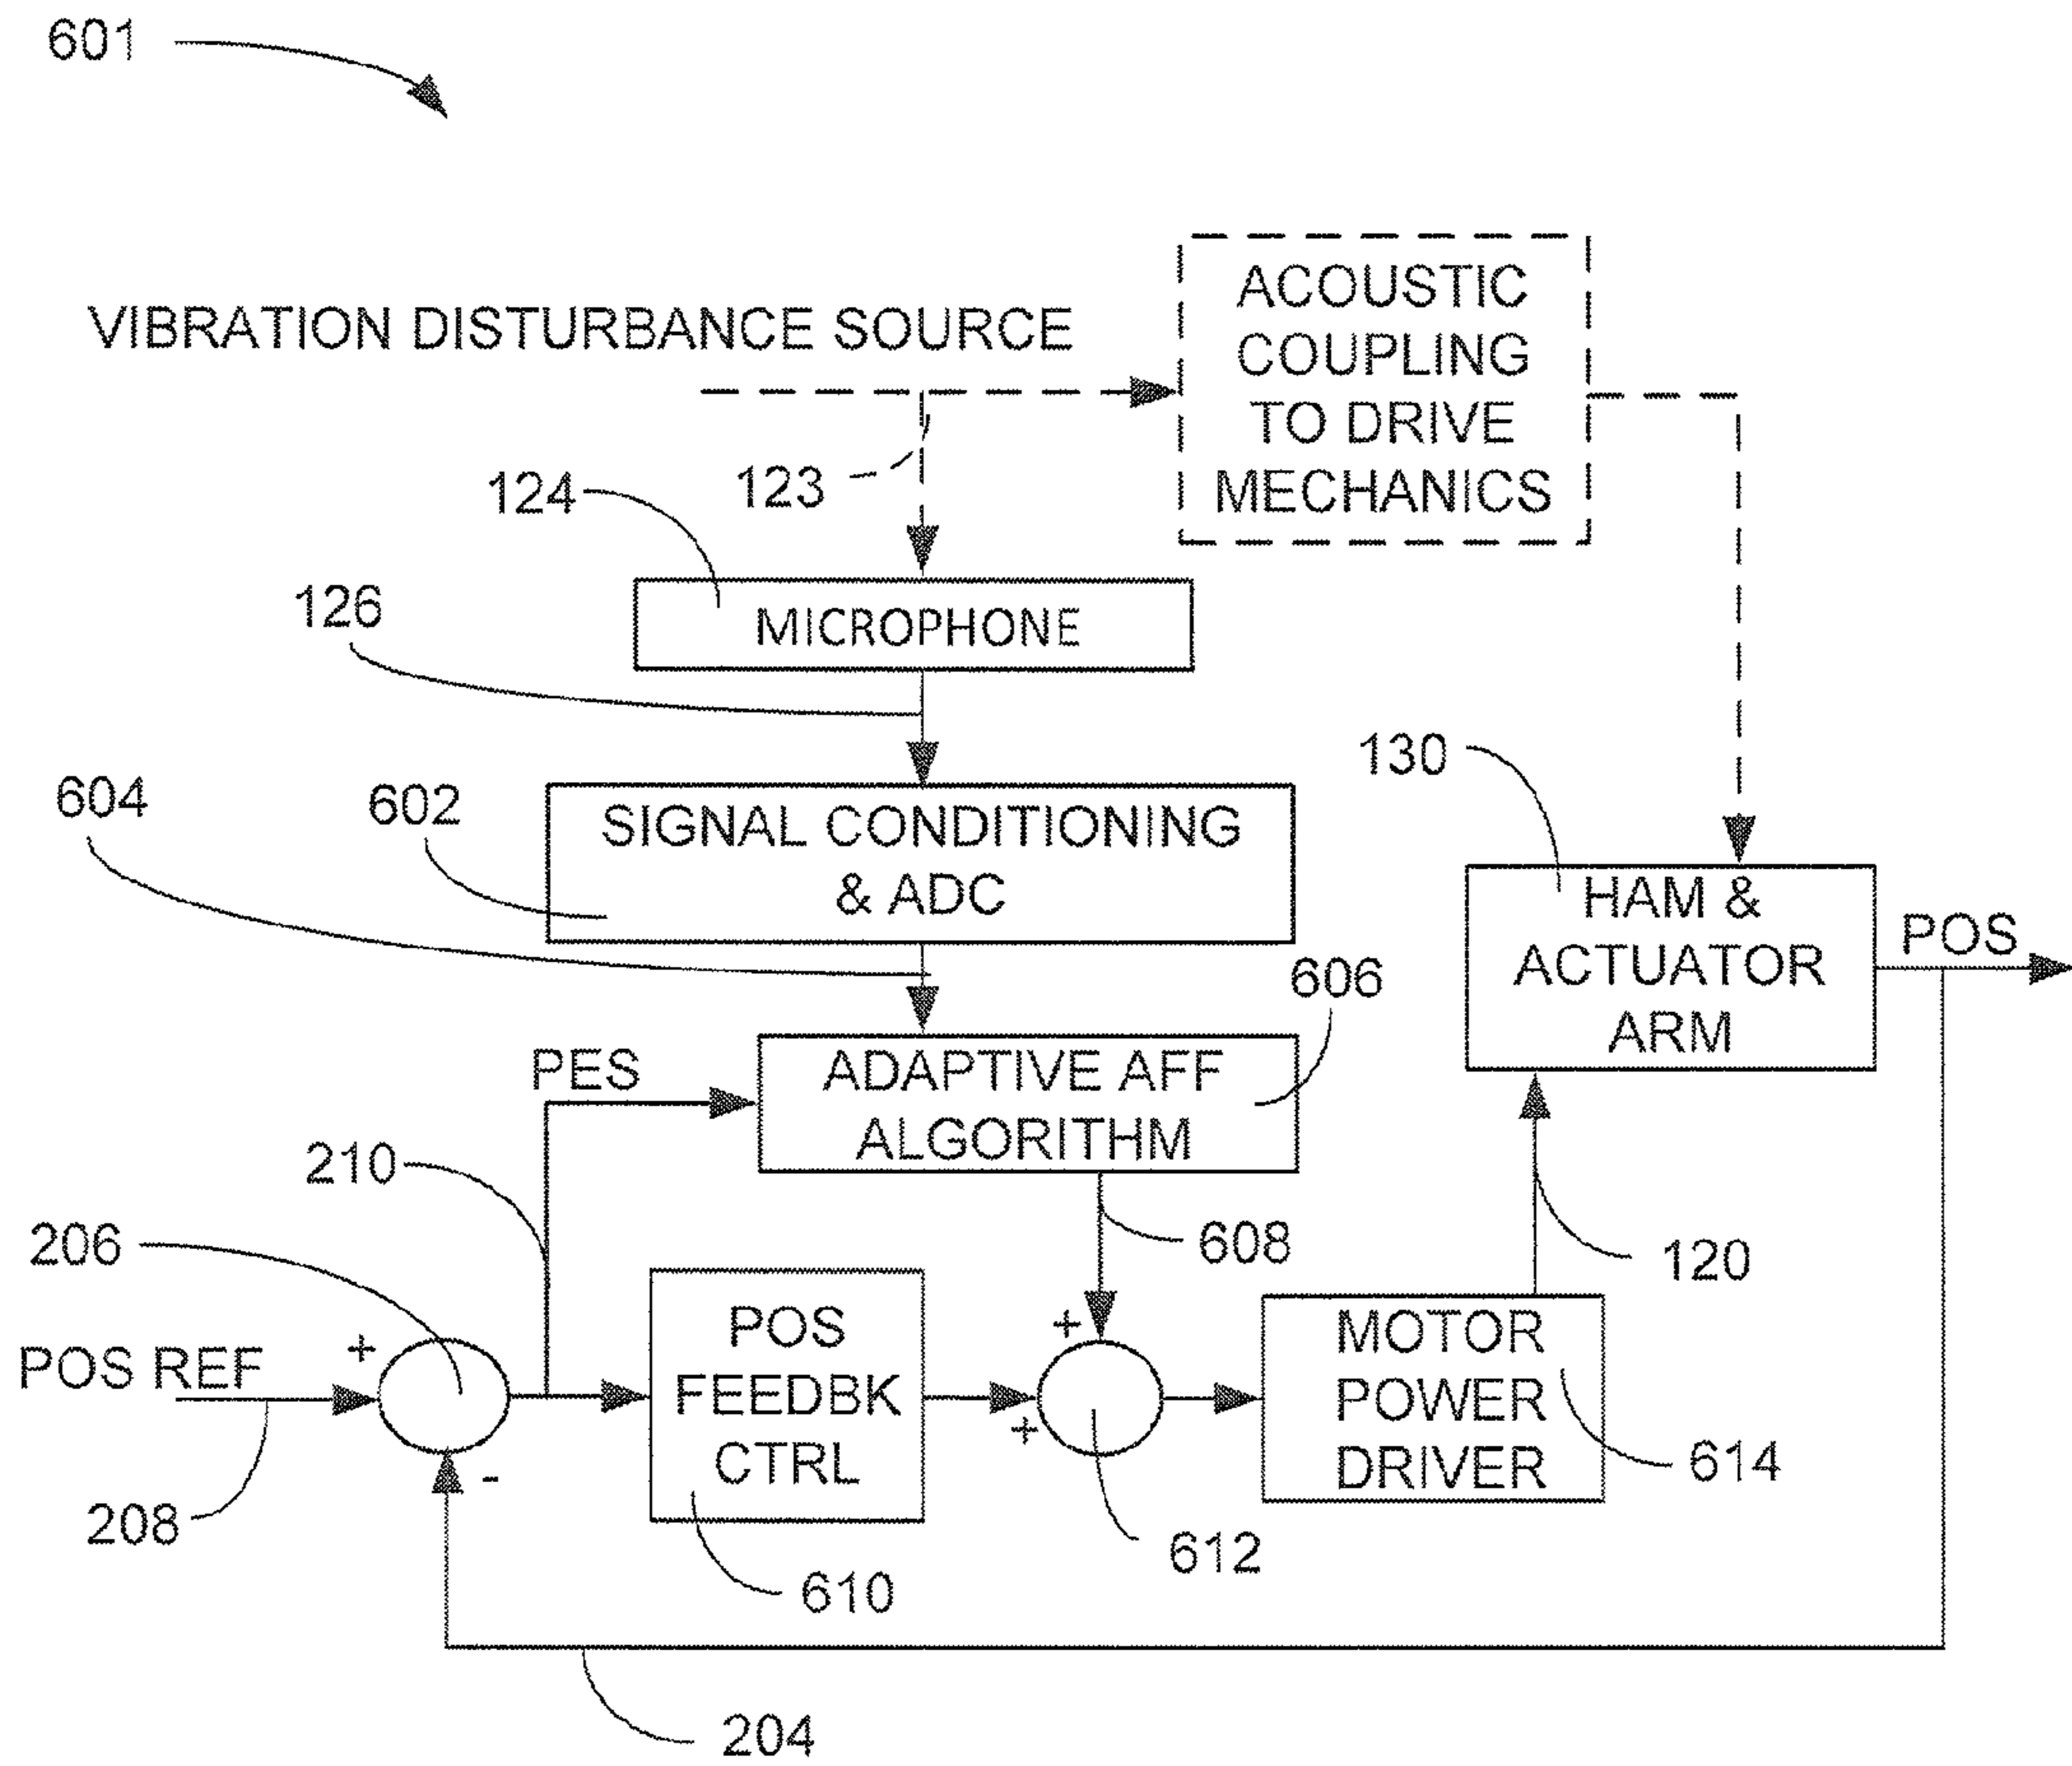 601
VIBRATION DISTURBANCE SOURCE
ACOUSTIC
COUPLING
TO DRIVE
MECHANICS
123
124
MICROPHONE
126
130
604
602
SIGNAL CONDITIONING
& ADC
HAM &
ACTUATOR
ARM
POS
606
PES
ADAPTIVE AFF
ALGORITHM
210
206
608
120
POS REF
+
-
208
POS
FEEDBK
CTRL
610
+
+
612
MOTOR
POWER
DRIVER
614
204